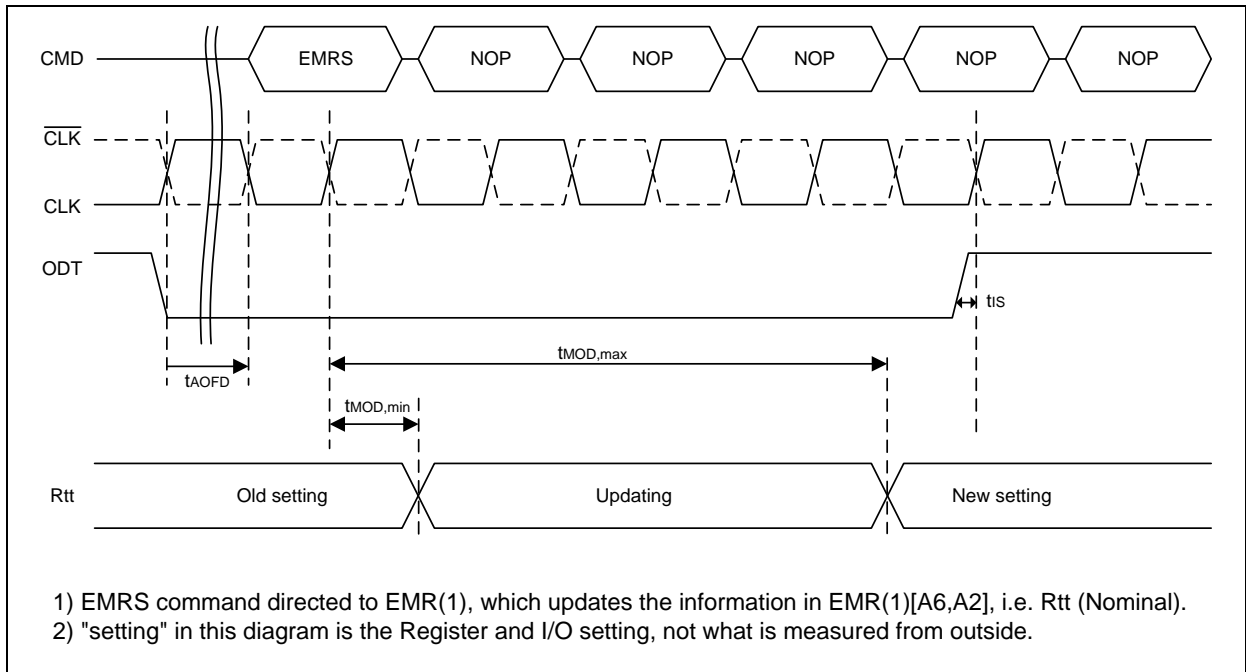 CMD EMRS NOP NOP NOP NOP NOP
CLK
CLK
ODT
tIS
tMOD,max
tAOFD
tMOD,min
Rtt Old setting Updating New setting
1) EMRS command directed to EMR(1), which updates the information in EMR(1)[A6,A2], i.e. Rtt (Nominal).
2) "setting" in this diagram is the Register and I/O setting, not what is measured from outside.